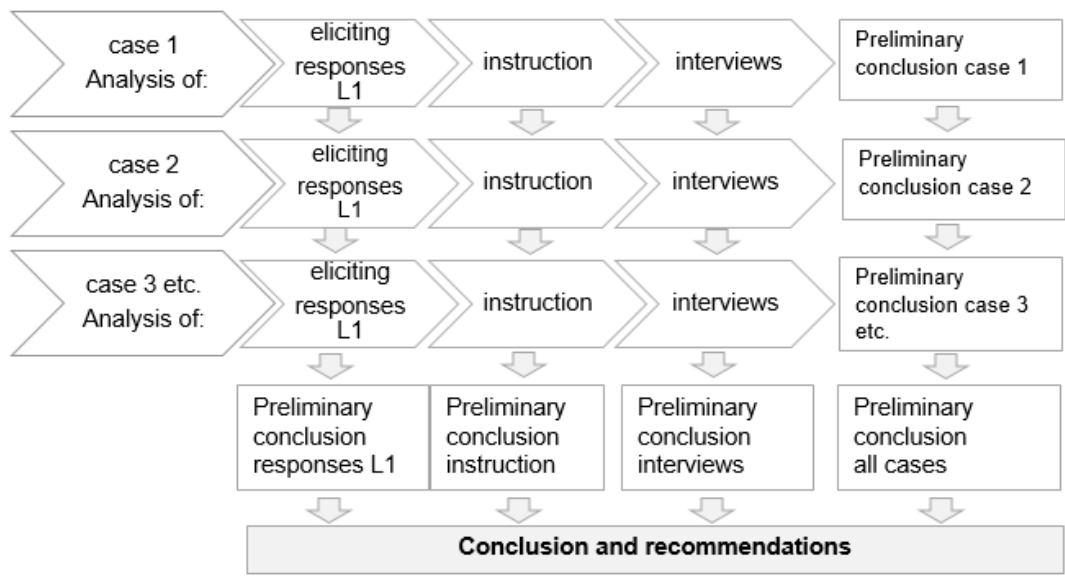 case 1
Analysis of:
eliciting
responses
L1
instruction
interviews
Preliminary
conclusion case 1
case 2
Analysis of:
eliciting
responses
L1
instruction
interviews
Preliminary
conclusion case 2
case 3 etc.
Analysis of:
eliciting
responses
L1
instruction
interviews
Preliminary
conclusion case 3
etc.
Preliminary
conclusion
responses L1
Preliminary
conclusion
instruction
Preliminary
conclusion
interviews
Preliminary
conclusion
all cases
Conclusion and recommendations